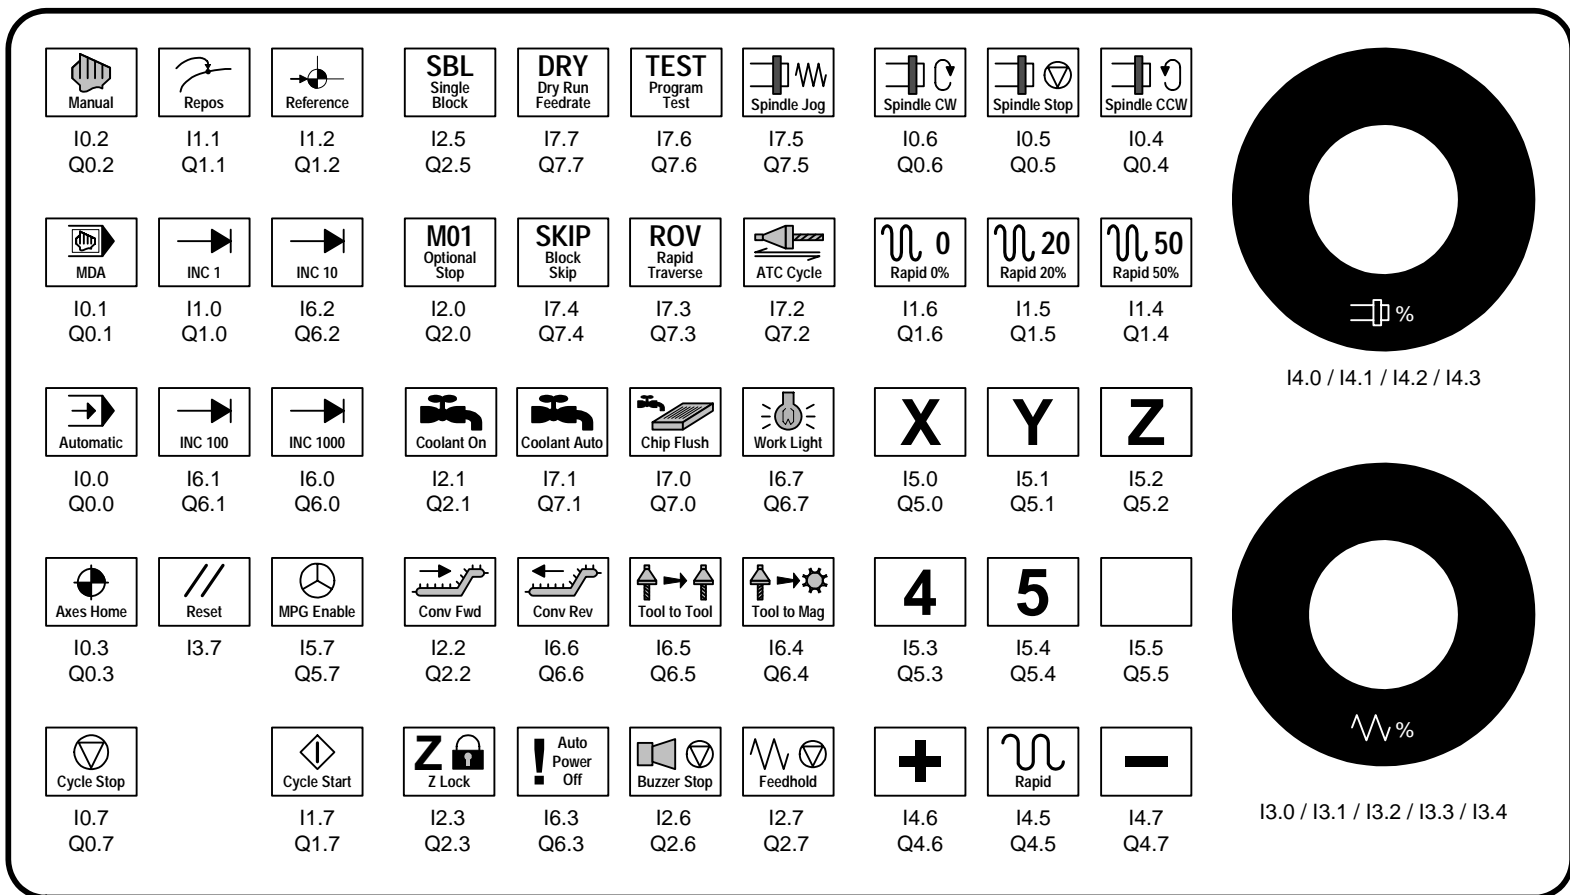 SBL DRY TEST
Single Dry Run Program
Manual Repos Reference Block Feedrate Test Spindle Jog Spindle CW Spindle Stop Spindle CCW
I0.2 I1.1 I1.2 I2.5 I7.7 I7.6 I7.5 I0.6 I0.5 I0.4
Q0.2 Q1.1 Q1.2 Q2.5 Q7.7 Q7.6 Q7.5 Q0.6 Q0.5 Q0.4
M01 SKIP ROV 0 20 50
Optional Block Rapid
MDA INC 1 INC 10 Stop Skip Traverse ATC Cycle Rapid 0% Rapid 20% Rapid 50%
I0.1 I1.0 I6.2 I2.0 I7.4 I7.3 I7.2 I1.6 I1.5 I1.4
Q0.1 Q1.0 Q6.2 Q2.0 Q7.4 Q7.3 Q7.2 Q1.6 Q1.5 Q1.4
%
I4.0 / I4.1 / I4.2 / I4.3
X Y Z
Automatic INC 100 INC 1000 Coolant On Coolant Auto Chip Flush Work Light
I0.0 I6.1 I6.0 I2.1 I7.1 I7.0 I6.7 I5.0 I5.1 I5.2
Q0.0 Q6.1 Q6.0 Q2.1 Q7.1 Q7.0 Q6.7 Q5.0 Q5.1 Q5.2
4 5
Axes Home Reset MPG Enable Conv Fwd Conv Rev Tool to Tool Tool to Mag
I0.3 I3.7 I5.7 I2.2 I6.6 I6.5 I6.4 I5.3 I5.4 I5.5
Q0.3 Q5.7 Q2.2 Q6.6 Q6.5 Q6.4 Q5.3 Q5.4 Q5.5
%
Z ! Auto + −
Power
Cycle Stop Cycle Start Z Lock Off Buzzer Stop Feedhold Rapid
I0.7 I1.7 I2.3 I6.3 I2.6 I2.7 I4.6 I4.5 I4.7
Q0.7 Q1.7 Q2.3 Q6.3 Q2.6 Q2.7 Q4.6 Q4.5 Q4.7
I3.0 / I3.1 / I3.2 / I3.3 / I3.4